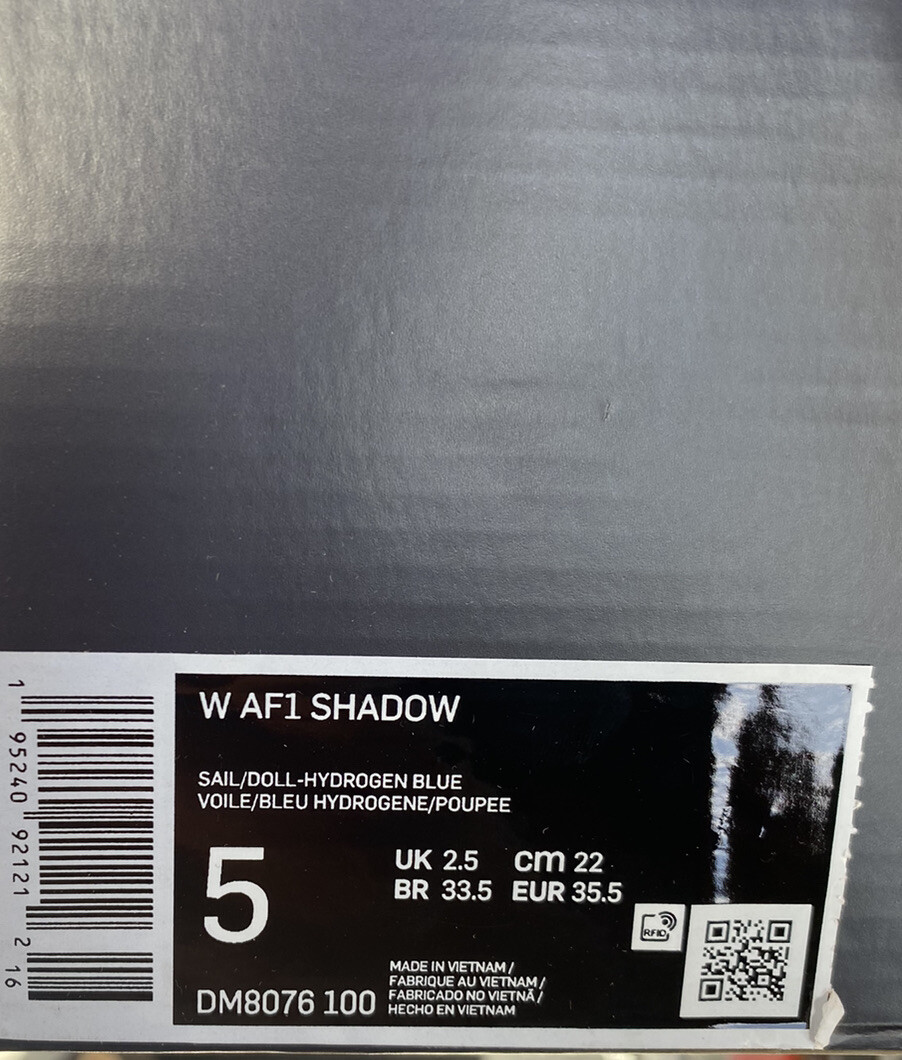 1 95240 92121 2 16
W AF1 SHADOW
SAIL/DOLL-HYDROGEN BLUE
VOILE/BLEU HYDROGENE/POUPEE
5
UK 2.5 cm 22
BR 33.5 EUR 35.5
RFID
MADE IN VIETNAM /
FABRIQUE AU VIETNAM /
FABRICADO NO VIETNÃ /
HECHO EN VIETNAM
DM8076 100